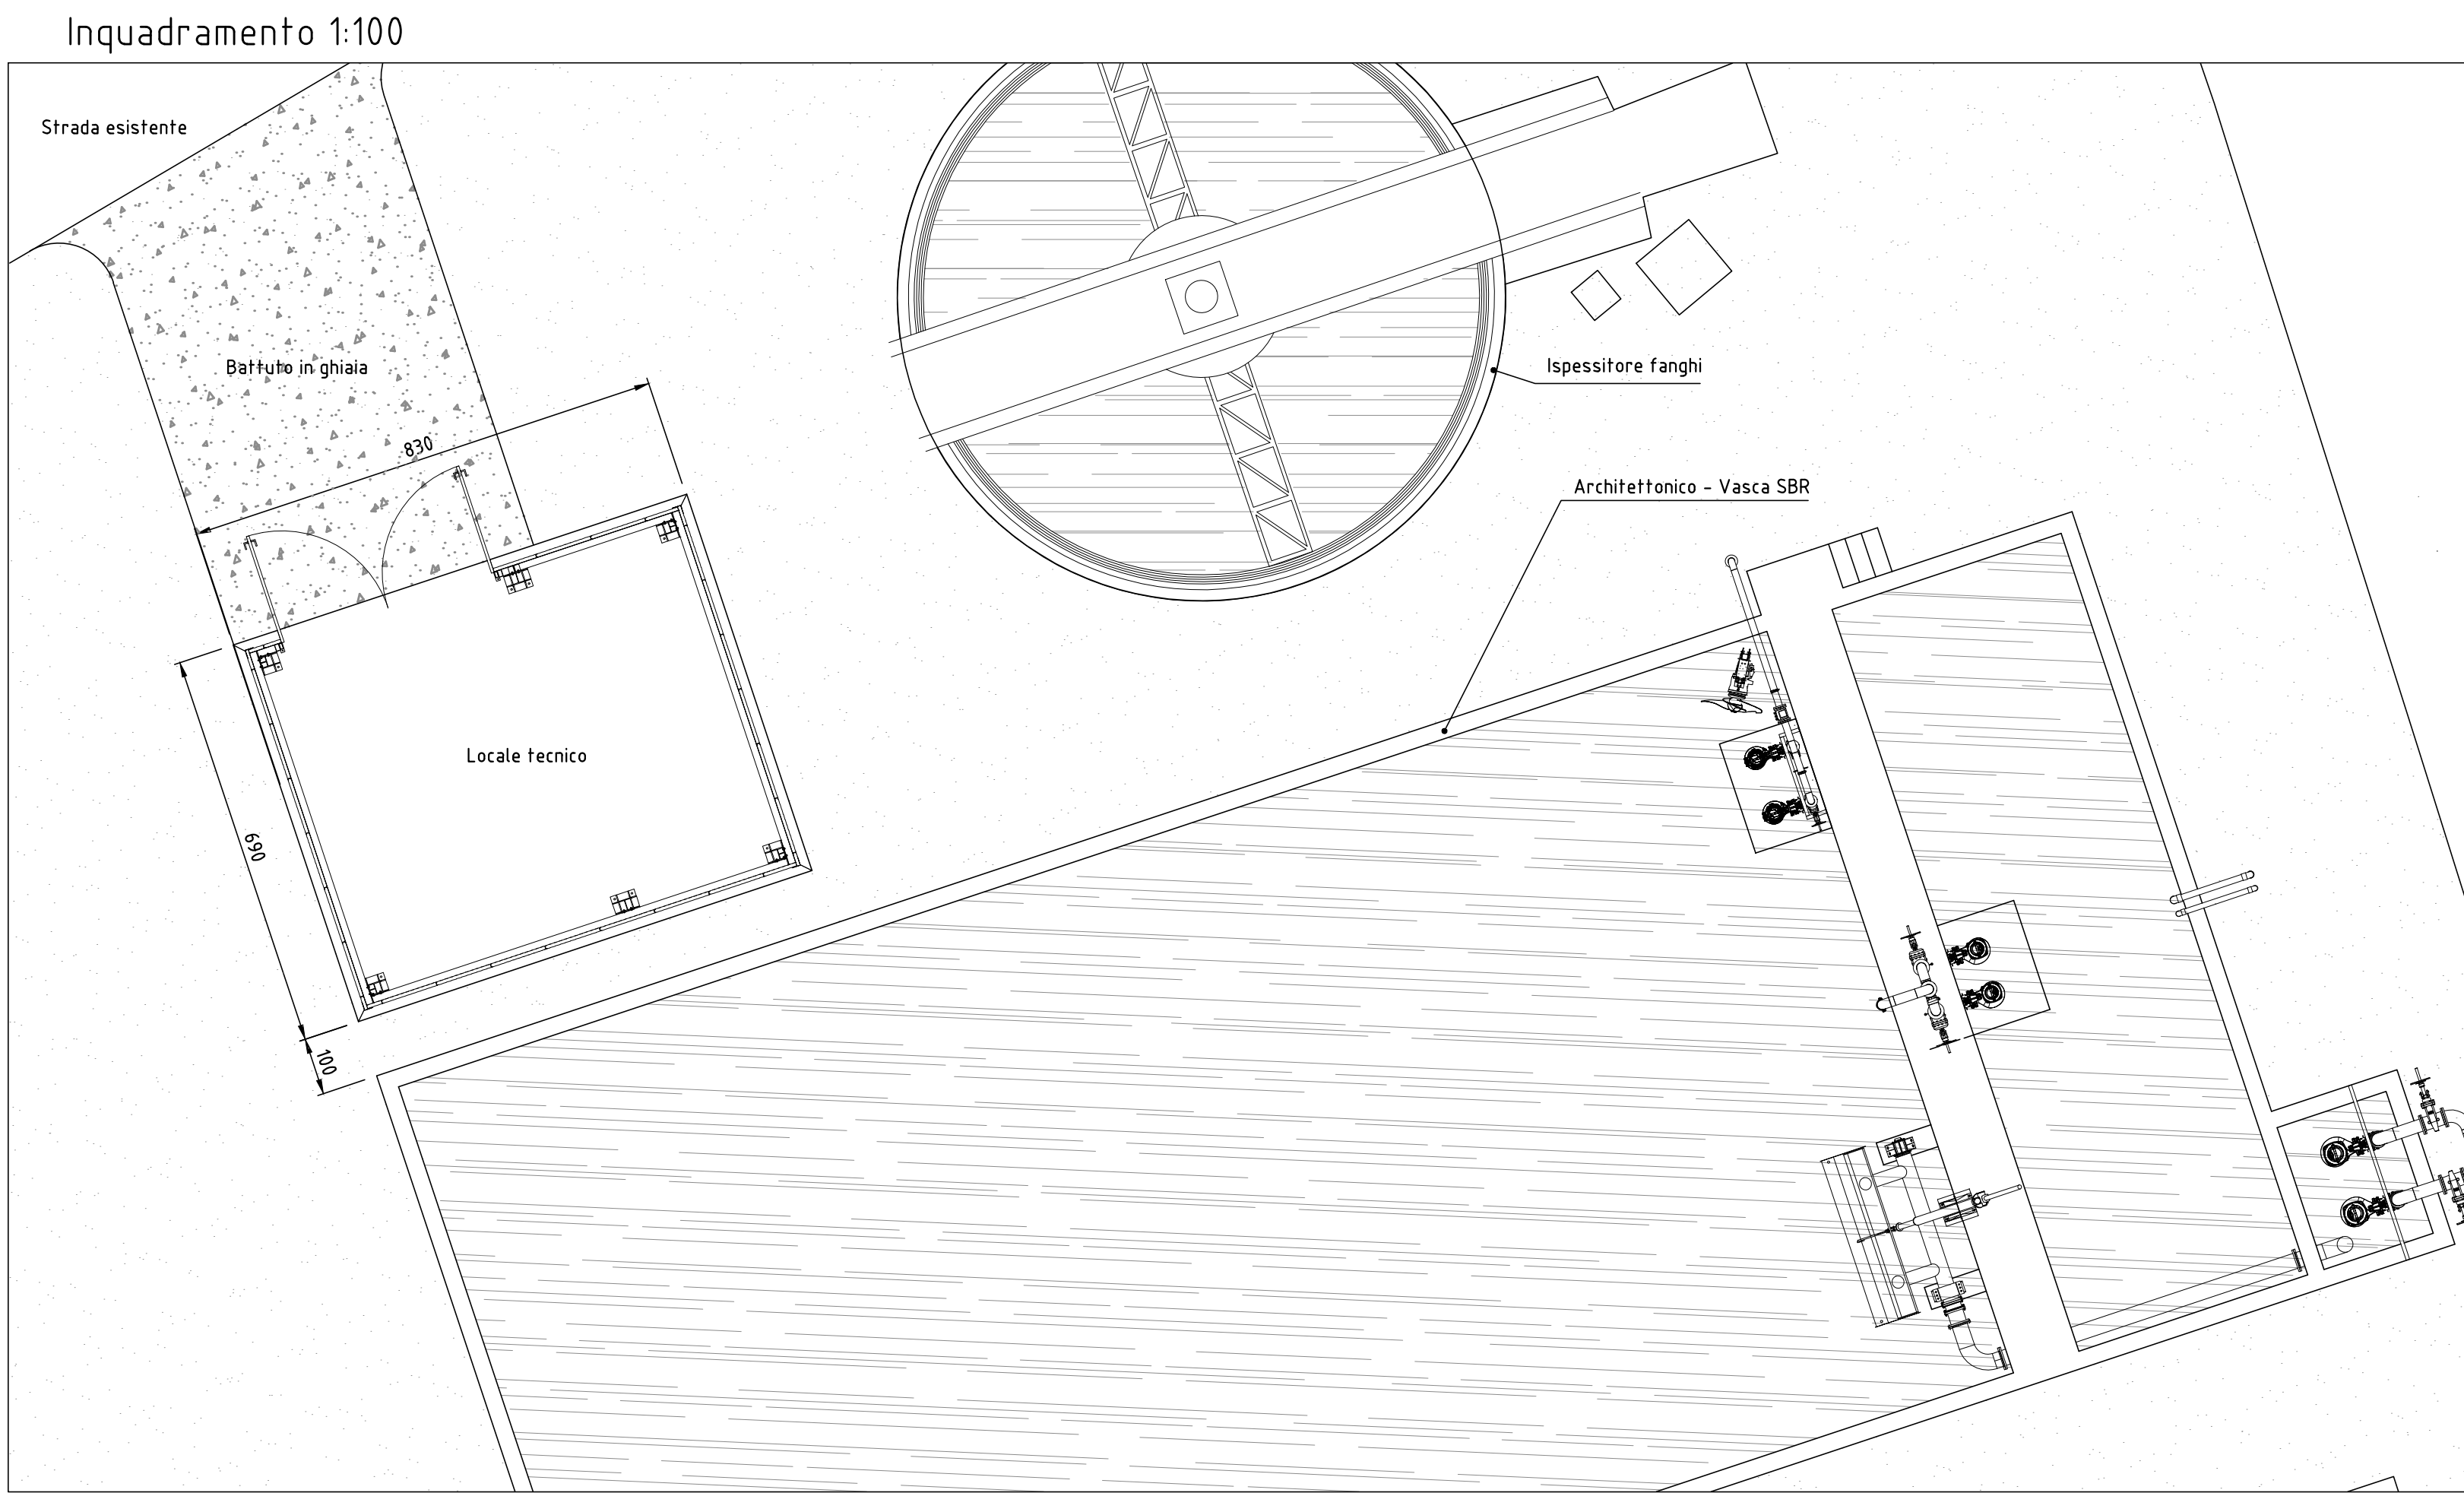 Inquadramento 1:100
Strada esistente
Battuto in ghiaia
Ispessitore fanghi
830
Architettonico - Vasca SBR
Locale tecnico
690
100